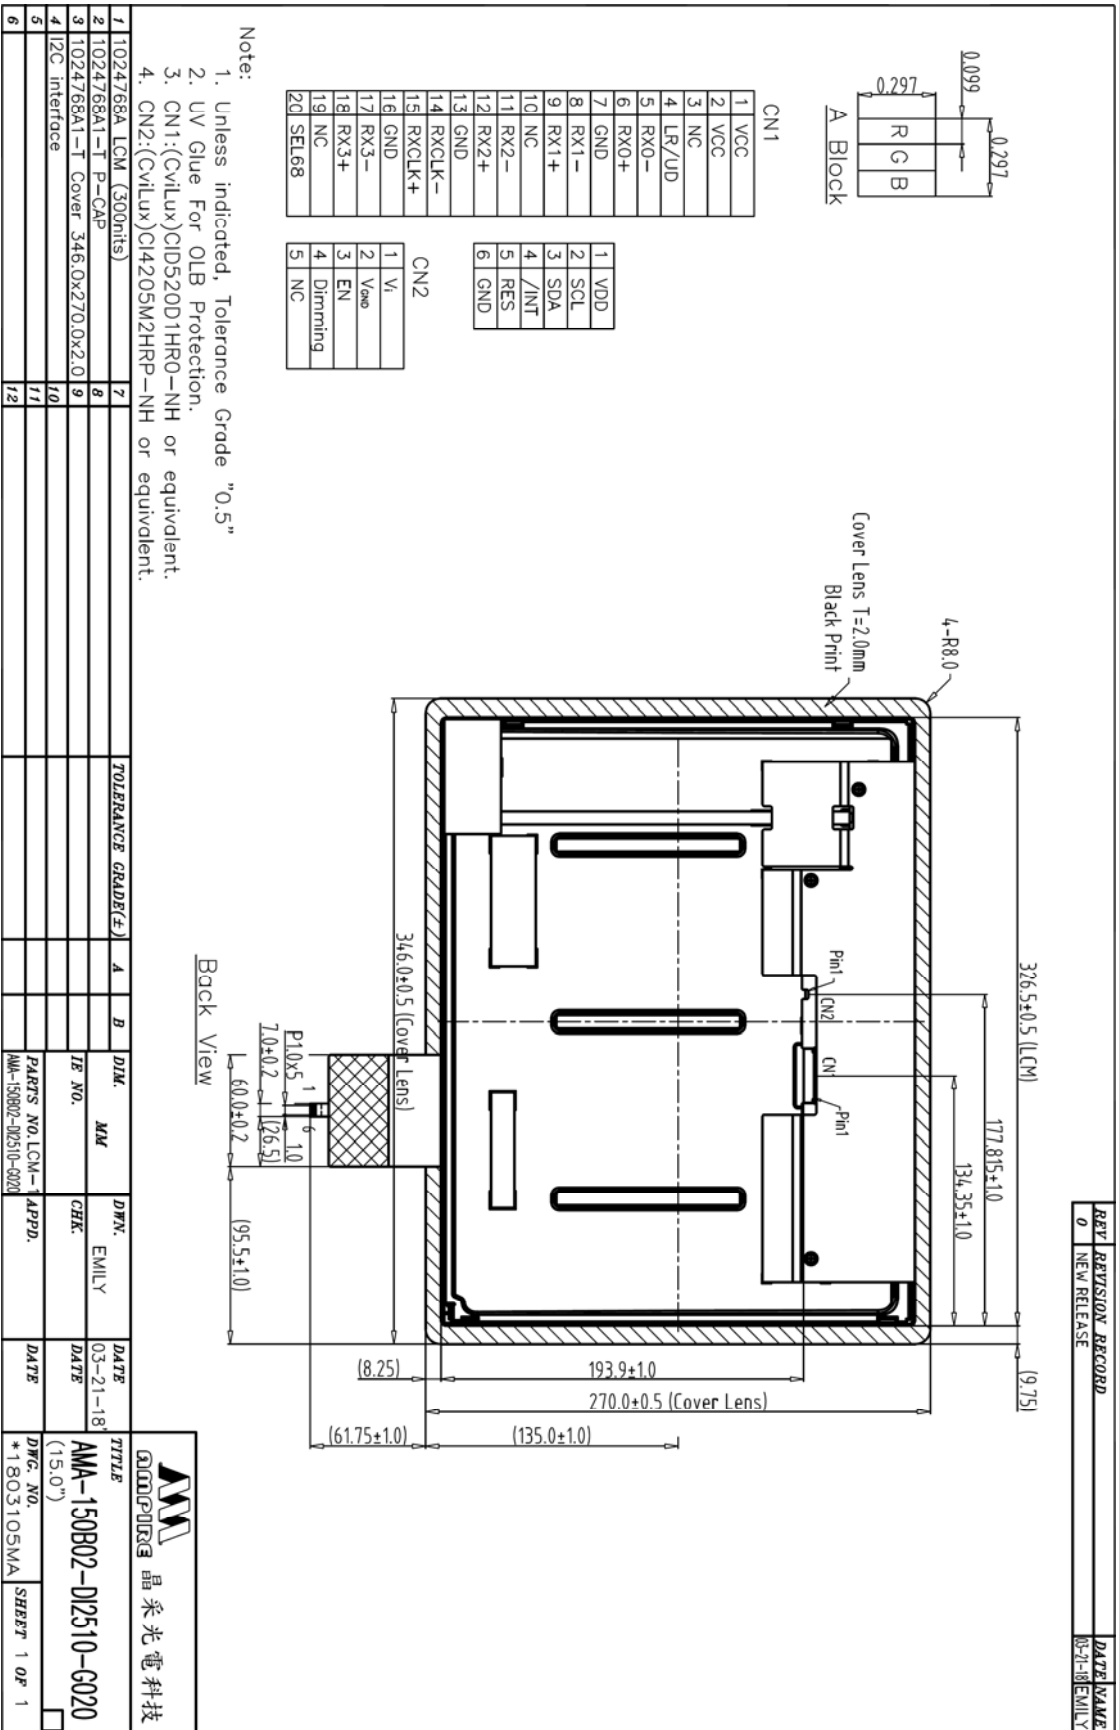 REV REVISION RECORD DATE NAME
0 NEW RELEASE 03-21-18' EMILY
0.297
0.099
0.297
R G B
A Block
CN1
1 VCC
2 VCC
3 NC
4 LR/UD
5 RX0-
6 RX0+
7 GND
8 RX1-
9 RX1+
10 NC
11 RX2-
12 RX2+
13 GND
14 RXCLK-
15 RXCLK+
16 GND
17 RX3-
18 RX3+
19 NC
20 SEL68
1 VDD
2 SCL
3 SDA
4 /INT
5 RES
6 GND
CN2
1 Vi
2 VGND
3 EN
4 Dimming
5 NC
326.5±0.5 (LCM)
(9.75)
177.815±1.0
134.35±1.0
4-R8.0
Cover Lens T=2.0mm
Black Print
Pin1
CN2
CN1
Pin1
346.0±0.5 (Cover Lens)
P1.0x5
1
6
1.0
7.0±0.2
(26.5)
60.0±0.2
(95.5±1.0)
(8.25)
193.9±1.0
270.0±0.5 (Cover Lens)
(61.75±1.0)
(135.0±1.0)
Back View
Note:
1. Unless indicated, Tolerance Grade "0.5"
2. UV Glue For OLB Protection.
3. CN1:(CviLux)CID520D1HR0-NH or equivalent.
4. CN2:(CviLux)CI4205M2HRP-NH or equivalent.
1 1024768A LCM (300nits)
2 1024768A1-T P-CAP
3 1024768A1-T Cover 346.0x270.0x2.0
4 I2C interface
5
6
7
8
9
10
11
12
TOLERANCE GRADE(±) A B
DIM. MM
IE NO.
PARTS NO. LCM-1
AMA-150B02-DI2510-G020
DWN. EMILY DATE 03-21-18'
CHK. DATE
APPD. DATE
AMPIRE 晶采光電科技
TITLE
AMA-150B02-DI2510-G020
(15.0")
DWG. NO.
*1803105MA SHEET 1 OF 1